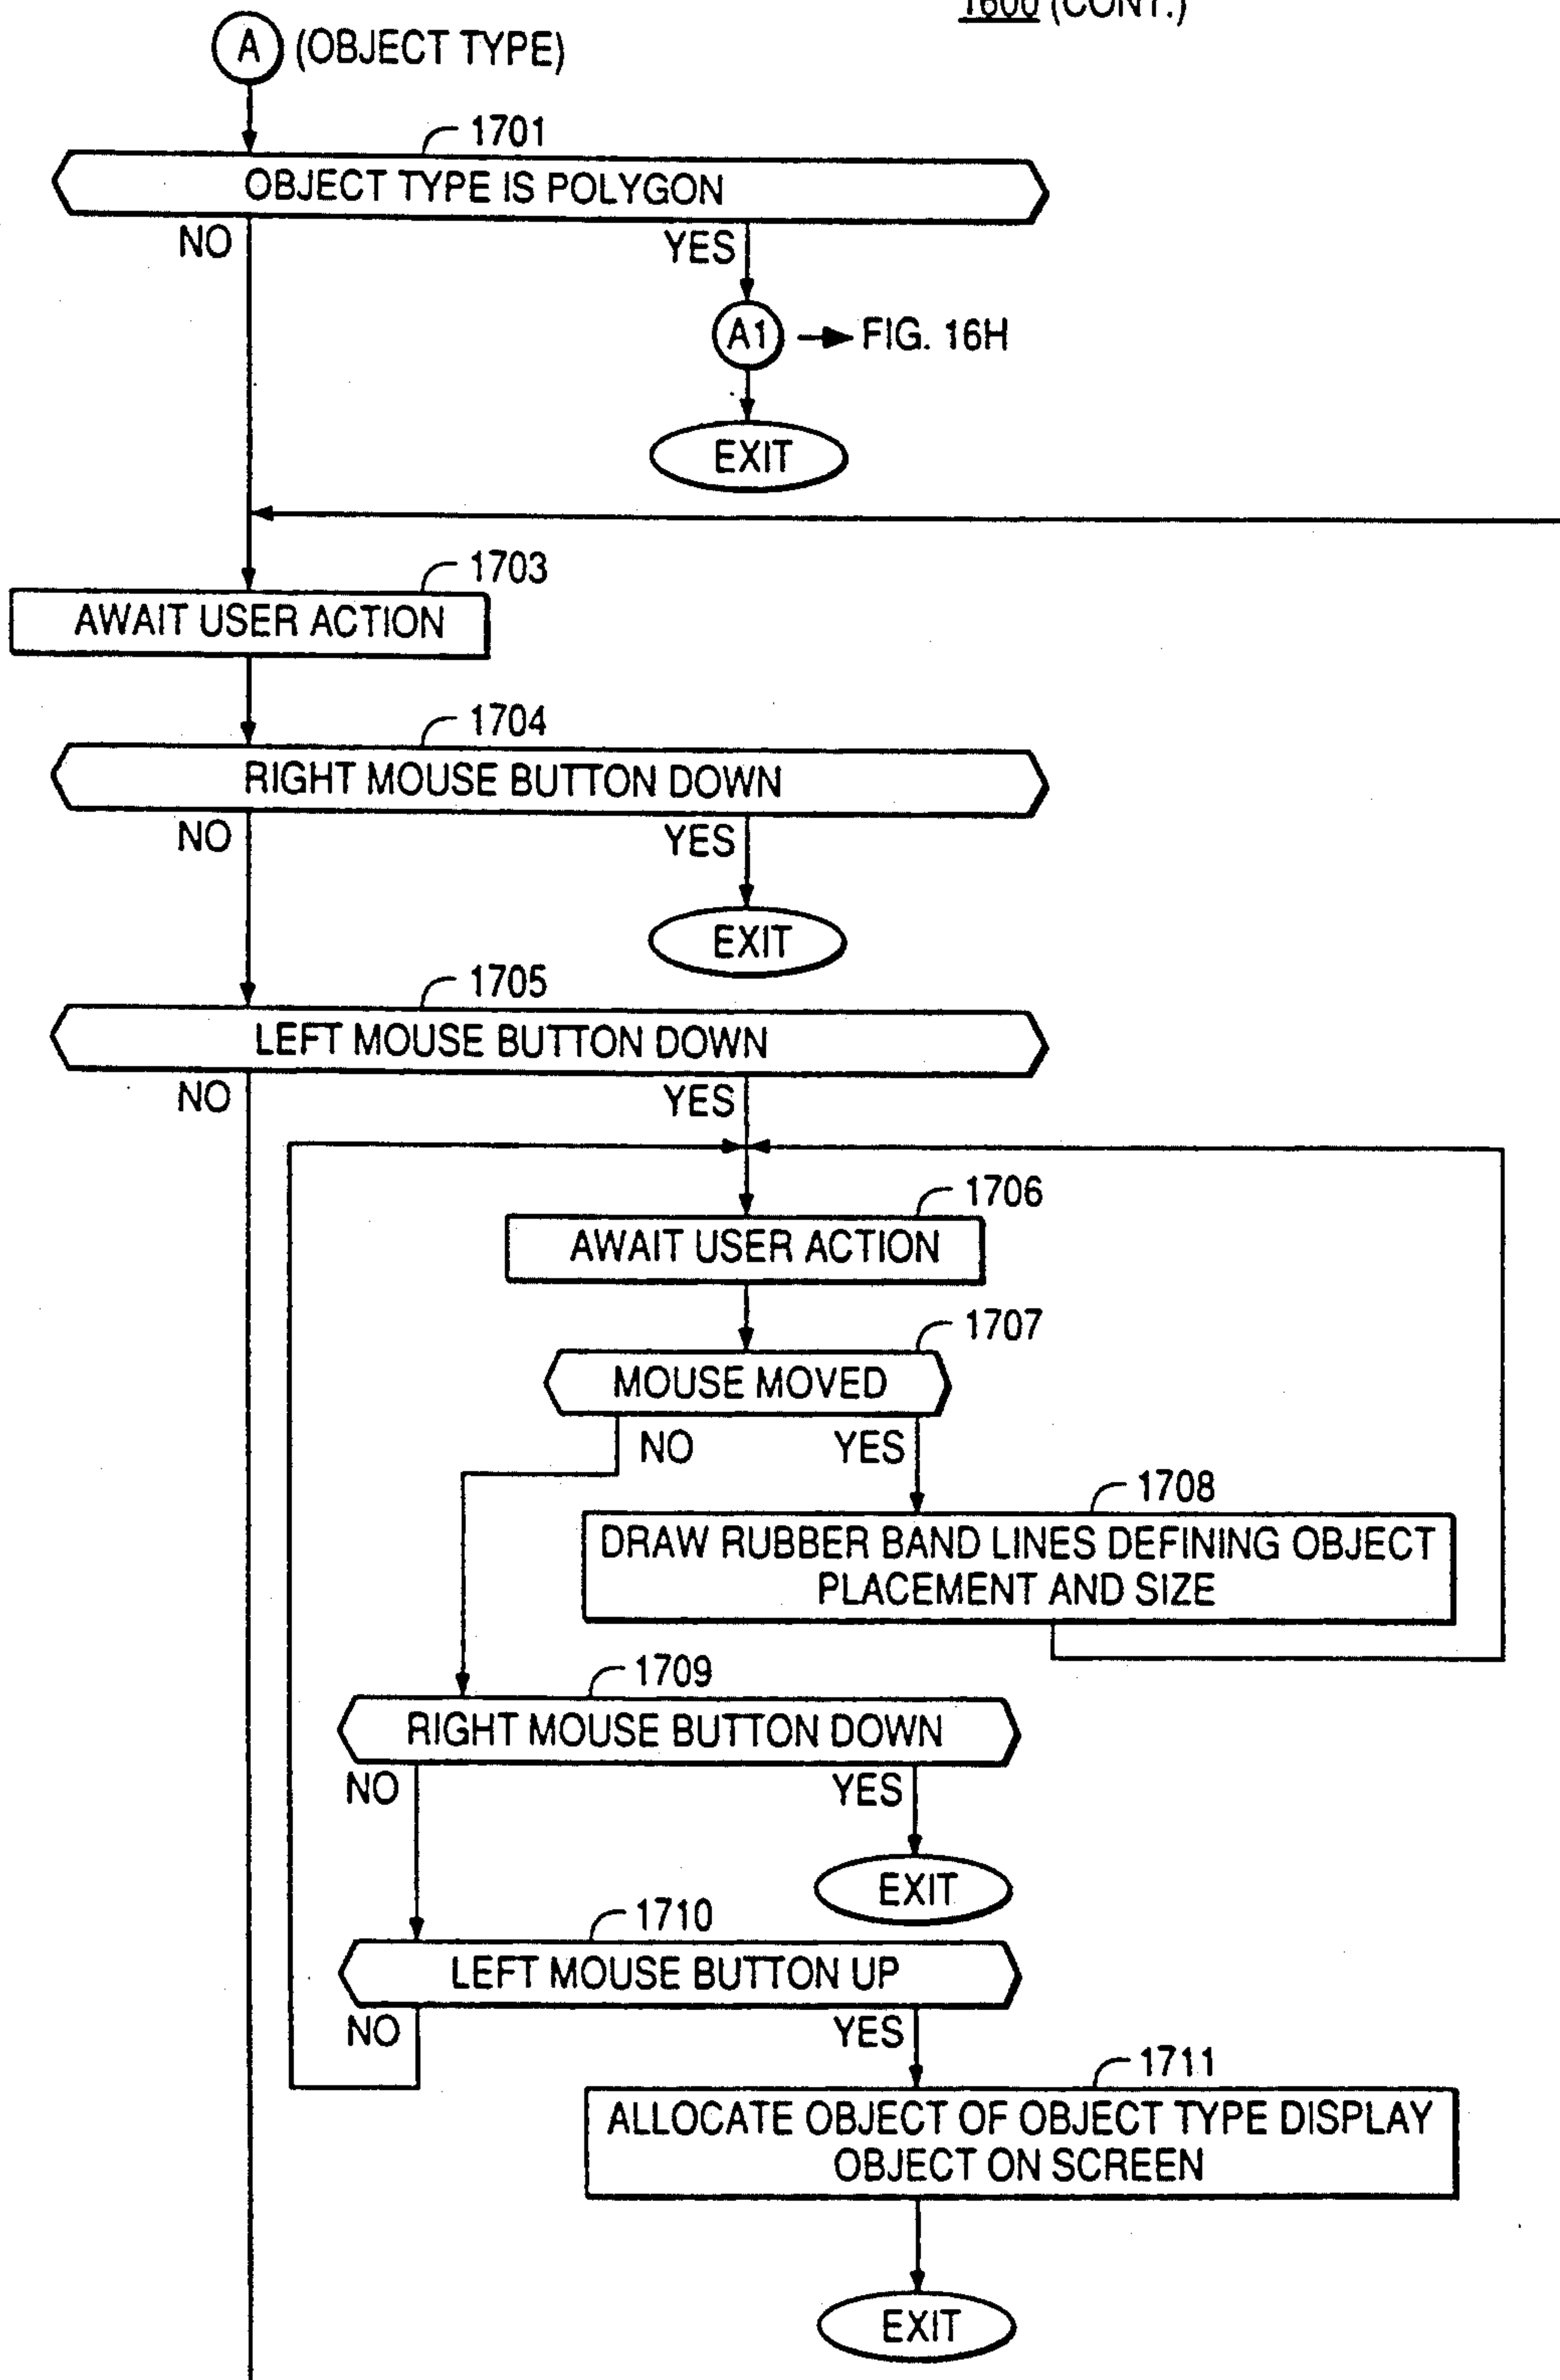 1600 (CONT.)
A (OBJECT TYPE)
1701
OBJECT TYPE IS POLYGON
NO YES
A1 FIG. 16H
EXIT
1703
AWAIT USER ACTION
1704
RIGHT MOUSE BUTTON DOWN
NO YES
EXIT
1705
LEFT MOUSE BUTTON DOWN
NO YES
1706
AWAIT USER ACTION
1707
MOUSE MOVED
NO YES
1708
DRAW RUBBER BAND LINES DEFINING OBJECT
PLACEMENT AND SIZE
1709
RIGHT MOUSE BUTTON DOWN
NO YES
EXIT
1710
LEFT MOUSE BUTTON UP
NO YES
1711
ALLOCATE OBJECT OF OBJECT TYPE DISPLAY
OBJECT ON SCREEN
EXIT